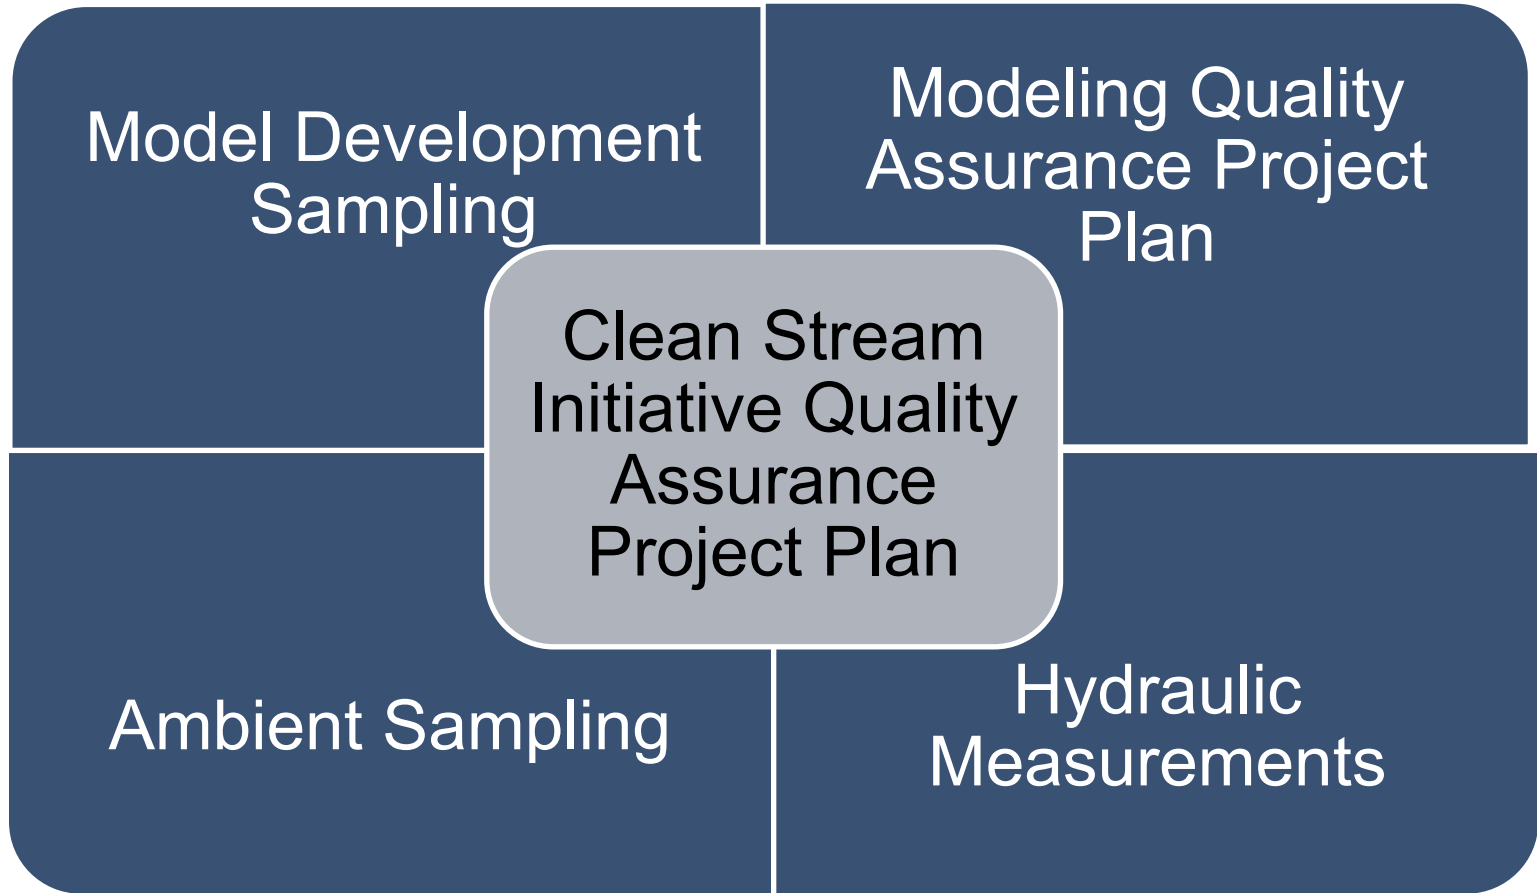 Model Development
Sampling
Modeling Quality
Assurance Project
Plan
Clean Stream
Initiative Quality
Assurance
Project Plan
Ambient Sampling
Hydraulic
Measurements